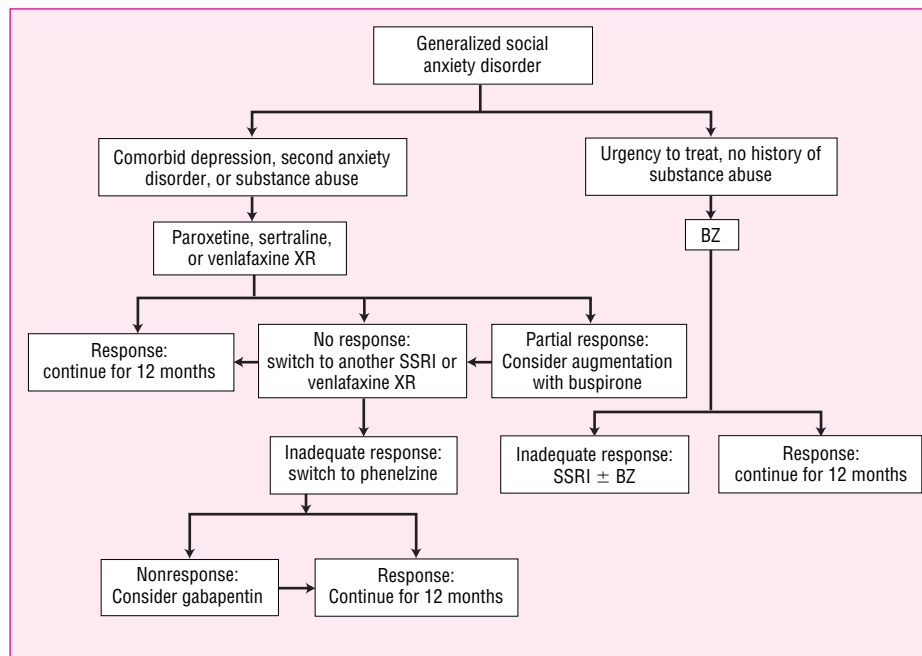 Generalized social
anxiety disorder
Comorbid depression, second anxiety
disorder, or substance abuse
Urgency to treat, no history of
substance abuse
Paroxetine, sertraline,
or venlafaxine XR
BZ
Response:
continue for 12 months
No response:
switch to another SSRI or
venlafaxine XR
Partial response:
Consider augmentation
with buspirone
Inadequate response:
switch to phenelzine
Inadequate response:
SSRI ± BZ
Response:
continue for 12 months
Nonresponse:
Consider gabapentin
Response:
Continue for 12 months